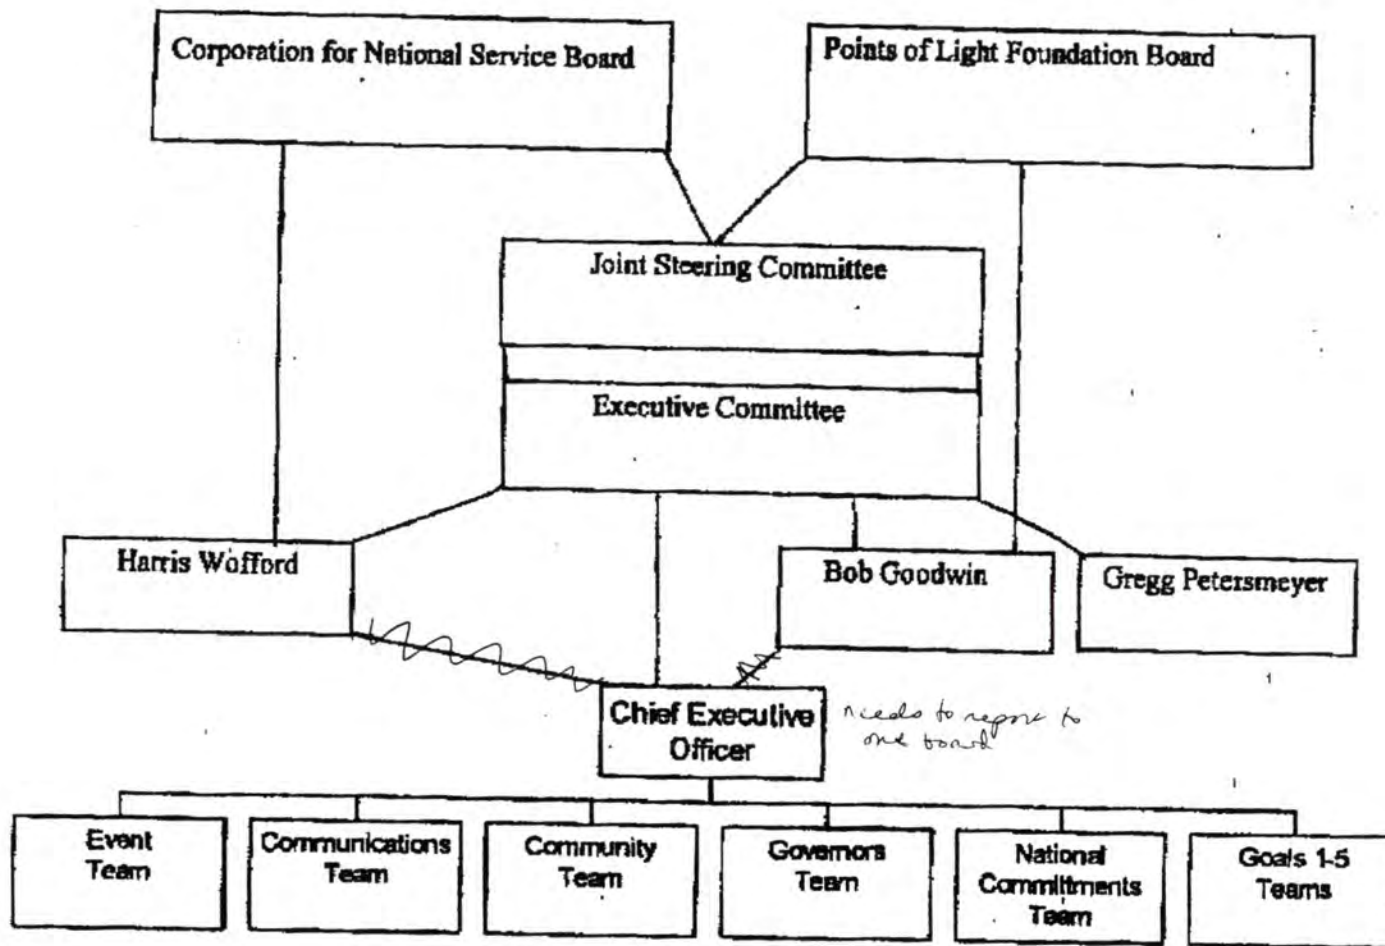 Corporation for National Service Board
Points of Light Foundation Board
Joint Steering Committee
Executive Committee
Harris Wofford
Bob Goodwin
Gregg Petersmeyer
Chief Executive
Officer
needs to report to
one board
Event
Team
Communications
Team
Community
Team
Governors
Team
National
Committments
Team
Goals 1-5
Teams